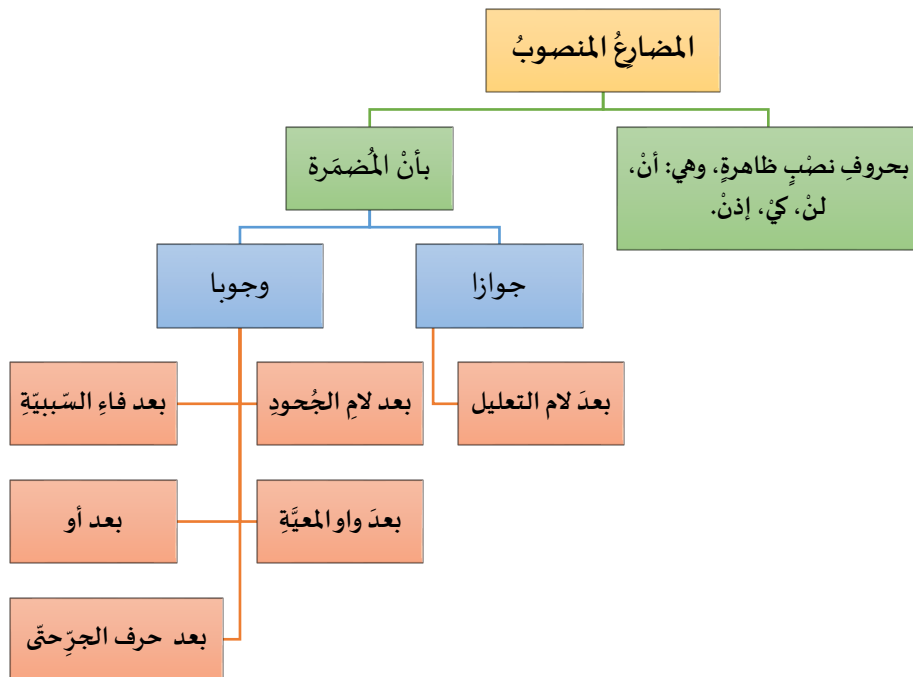 المضارِعُ المنصوبُ
بحروفِ نصْبٍ ظاهرةٍ، وهي: أنْ،
لنْ، كيْ، إذنْ.
بأنْ المُضمَرة
جوازا
وجوبا
بعدَ لام التعليل
بعد لامِ الجُحودِ
بعد فاءِ السّببيّةِ
بعدَ واو المعيَّةِ
بعد أو
بعد حرف الجرِّحتّى